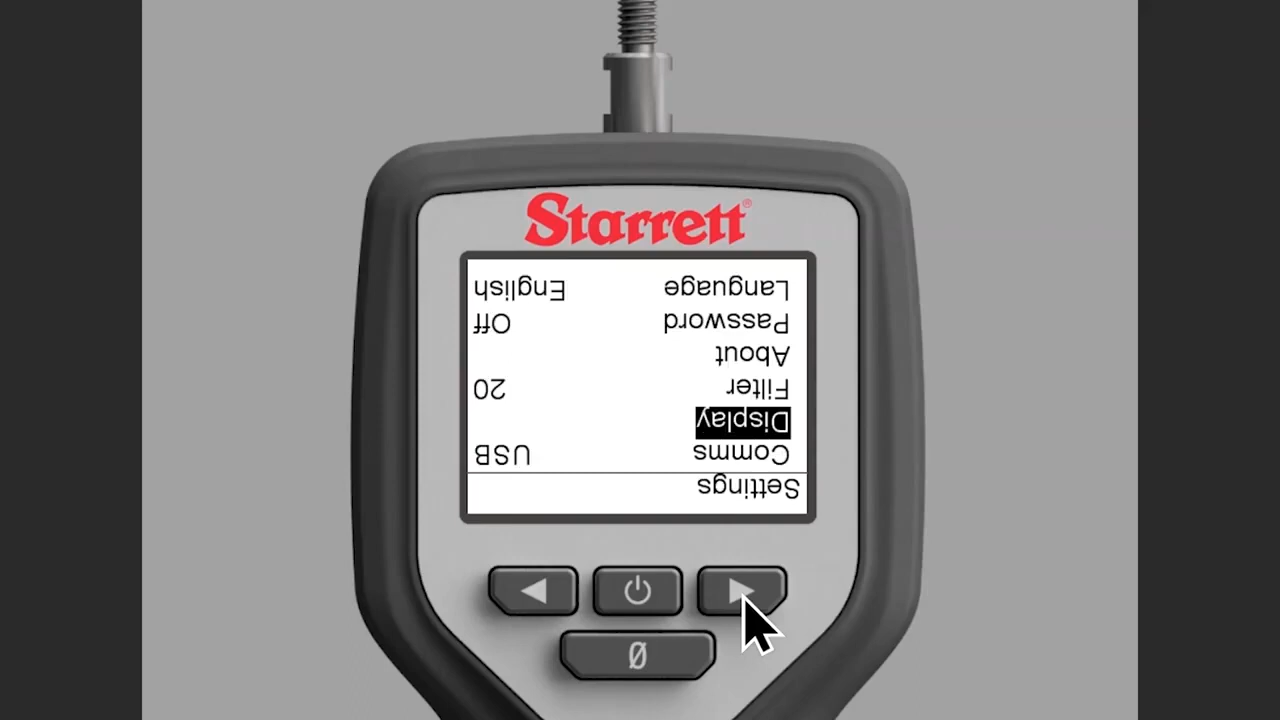 Starrett®
Settings
Comms USB
Display
Filter 20
About
Password Off
Language English
Ø